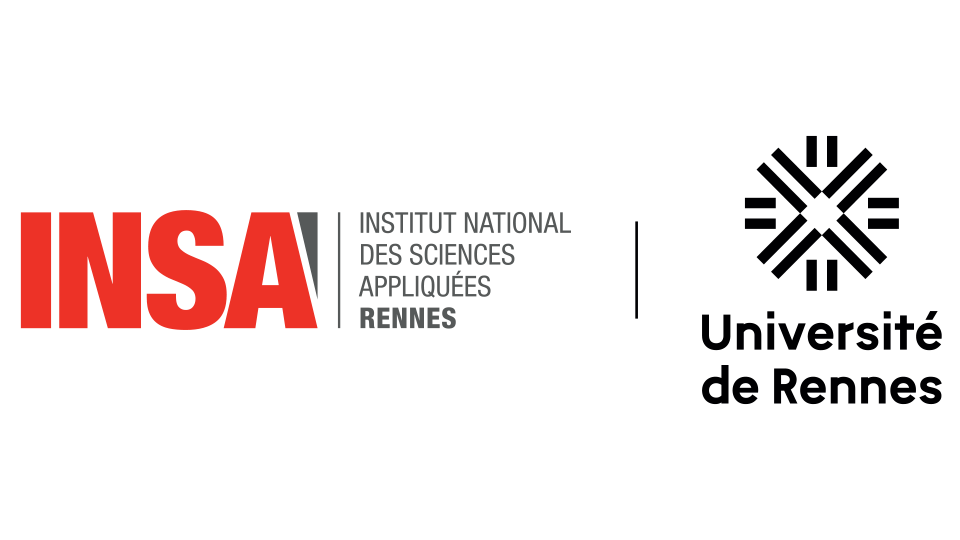 INSA
INSTITUT NATIONAL
DES SCIENCES
APPLIQUÉES
RENNES
Université
de Rennes